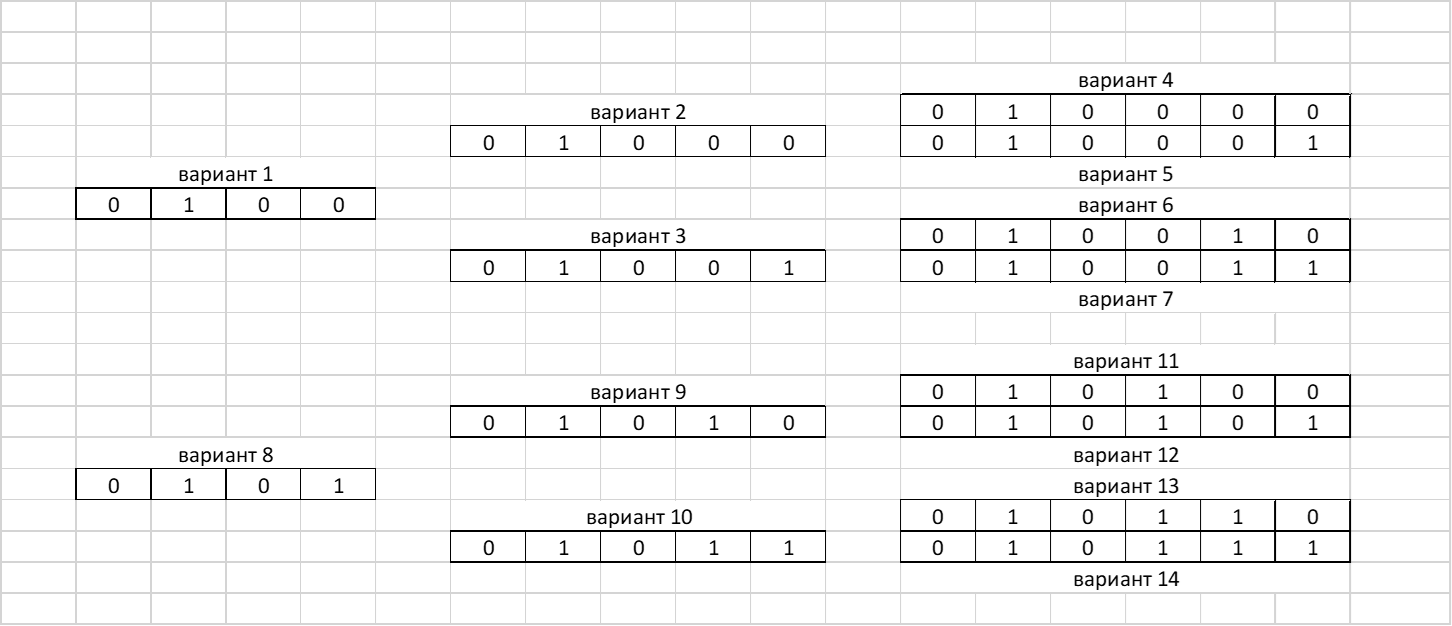 вариант 4
вариант 2
0 1 0 0 0 0
0 1 0 0 0
0 1 0 0 0 1
вариант 1
вариант 5
0 1 0 0
вариант 6
вариант 3
0 1 0 0 1 0
0 1 0 0 1
0 1 0 0 1 1
вариант 7
вариант 11
вариант 9
0 1 0 1 0 0
0 1 0 1 0
0 1 0 1 0 1
вариант 8
вариант 12
0 1 0 1
вариант 13
вариант 10
0 1 0 1 1 0
0 1 0 1 1
0 1 0 1 1 1
вариант 14